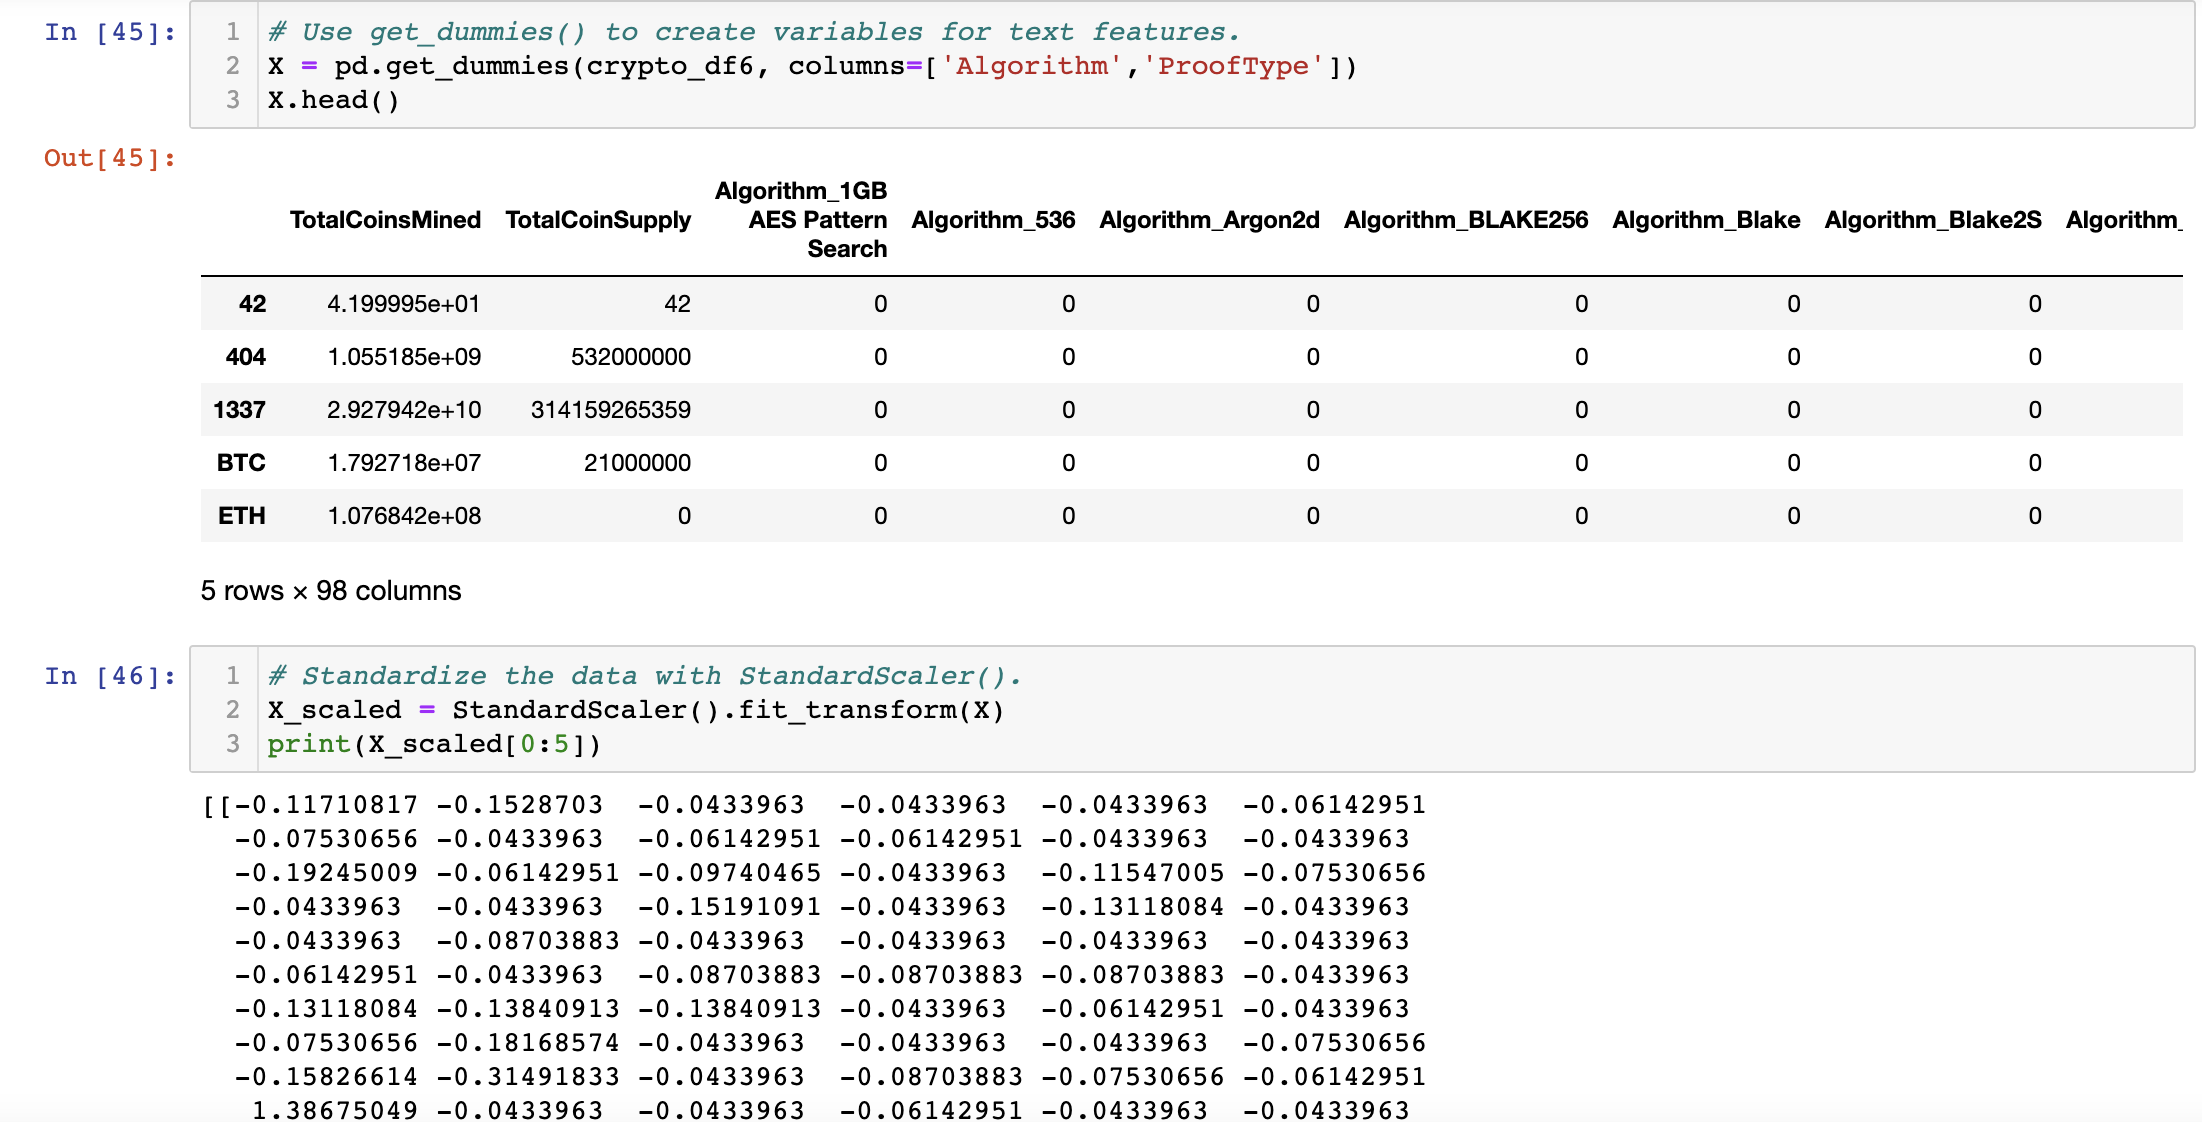 In [45]:
1 # Use get_dummies() to create variables for text features.
2 X = pd.get_dummies(crypto_df6, columns=['Algorithm','ProofType'])
3 X.head()
Out[45]:
TotalCoinsMined TotalCoinSupply Algorithm_1GB AES Pattern Search Algorithm_536 Algorithm_Argon2d Algorithm_BLAKE256 Algorithm_Blake Algorithm_Blake2S Algorithm_
42 4.199995e+01 42 0 0 0 0 0 0
404 1.055185e+09 532000000 0 0 0 0 0 0
1337 2.927942e+10 314159265359 0 0 0 0 0 0
BTC 1.792718e+07 21000000 0 0 0 0 0 0
ETH 1.076842e+08 0 0 0 0 0 0 0
5 rows × 98 columns
In [46]:
1 # Standardize the data with StandardScaler().
2 X_scaled = StandardScaler().fit_transform(X)
3 print(X_scaled[0:5])
[[-0.11710817 -0.1528703 -0.0433963 -0.0433963 -0.0433963 -0.06142951
-0.07530656 -0.0433963 -0.06142951 -0.06142951 -0.0433963 -0.0433963
-0.19245009 -0.06142951 -0.09740465 -0.0433963 -0.11547005 -0.07530656
-0.0433963 -0.0433963 -0.15191091 -0.0433963 -0.13118084 -0.0433963
-0.0433963 -0.08703883 -0.0433963 -0.0433963 -0.0433963 -0.0433963
-0.06142951 -0.0433963 -0.08703883 -0.08703883 -0.08703883 -0.0433963
-0.13118084 -0.13840913 -0.13840913 -0.0433963 -0.06142951 -0.0433963
-0.07530656 -0.18168574 -0.0433963 -0.0433963 -0.0433963 -0.07530656
-0.15826614 -0.31491833 -0.0433963 -0.08703883 -0.07530656 -0.06142951
1.38675049 -0.0433963 -0.0433963 -0.06142951 -0.0433963 -0.0433963